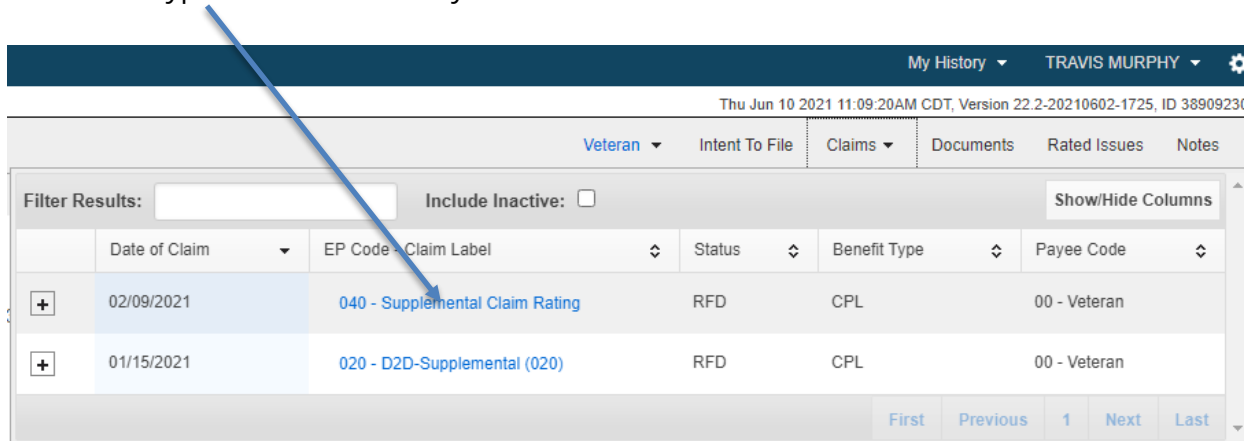 My History TRAVIS MURPHY
Thu Jun 10 2021 11:09:20AM CDT, Version 22.2-20210602-1725, ID 38909230
Veteran Intent To File Claims Documents Rated Issues Notes
Filter Results: Include Inactive: Show/Hide Columns
Date of Claim EP Code - Claim Label Status Benefit Type Payee Code
+ 02/09/2021 040 - Supplemental Claim Rating RFD CPL 00 - Veteran
+ 01/15/2021 020 - D2D-Supplemental (020) RFD CPL 00 - Veteran
First Previous 1 Next Last